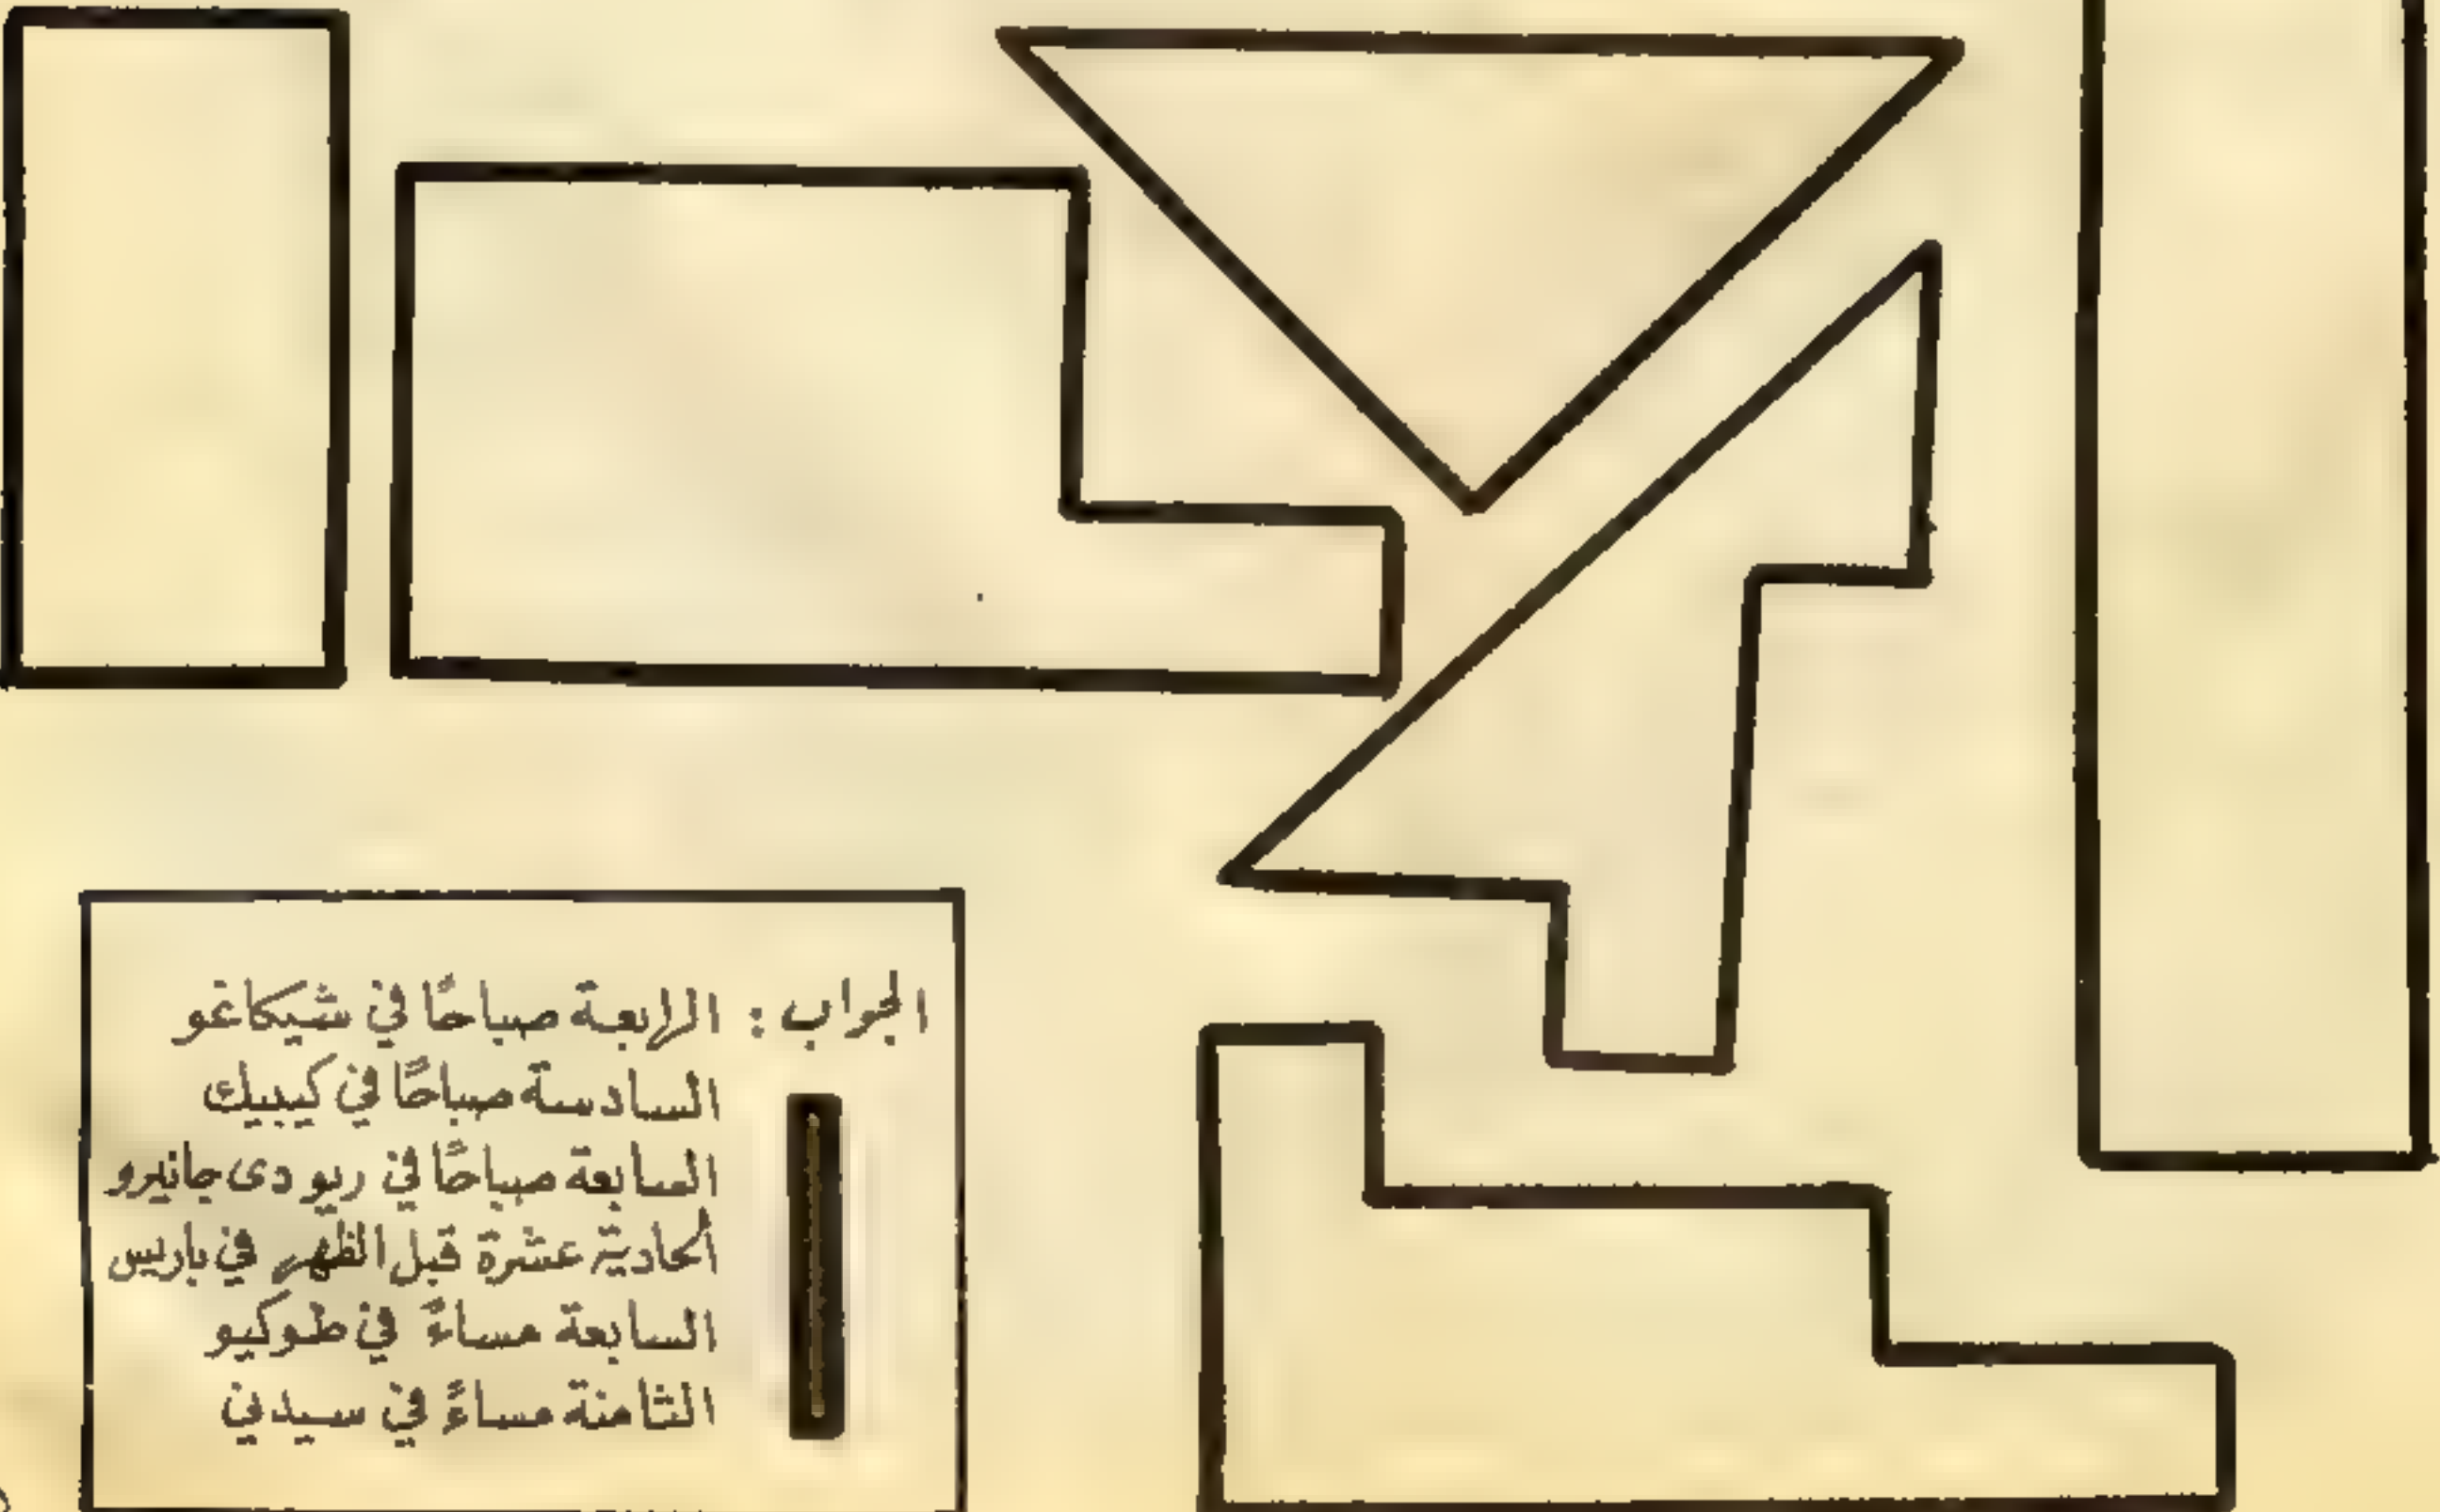 الجواب : الرابعة صباحًا في شيكاغو
السادسة صباحًا في كيبيك
السابعة صباحًا في ريو دى جانيرو
الحادية عشرة قبل الظهر في باريس
السابعة مساءً في طوكيو
الثامنة مساءً في سيدني